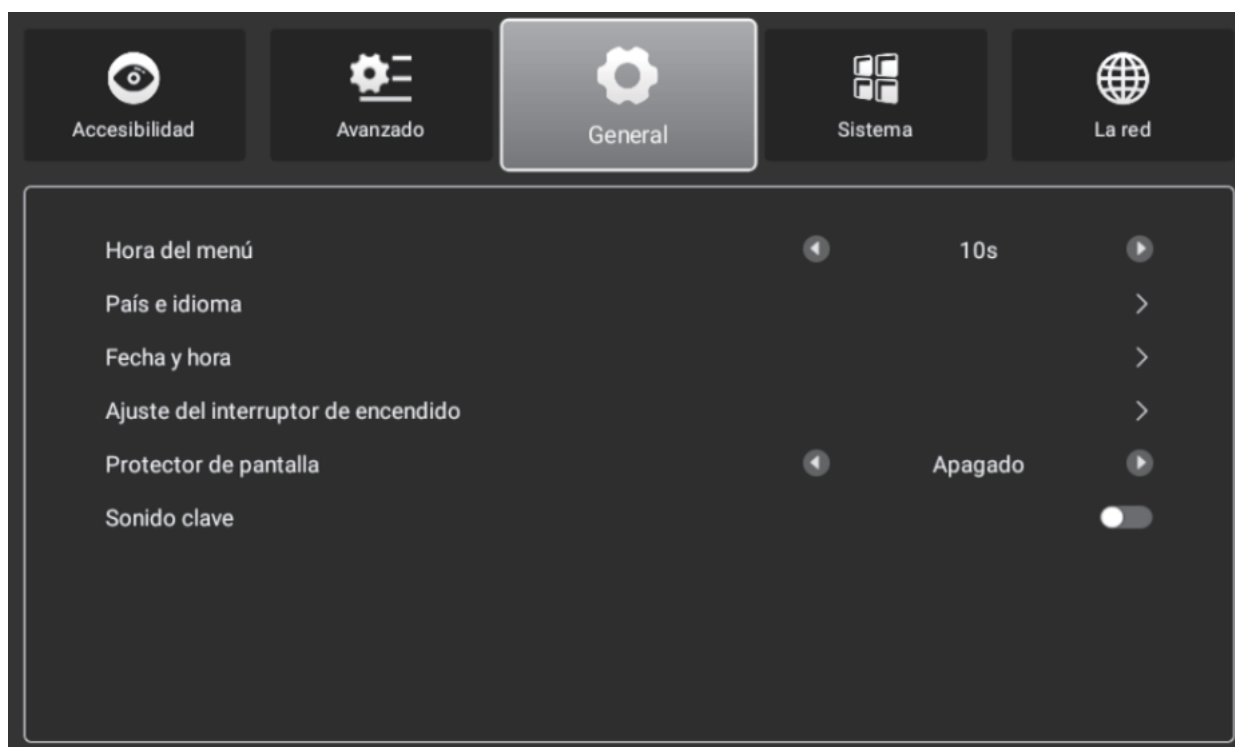 Accesibilidad
Avanzado
General
Sistema
La red
Hora del menú 10s
País e idioma
Fecha y hora
Ajuste del interruptor de encendido
Protector de pantalla Apagado
Sonido clave